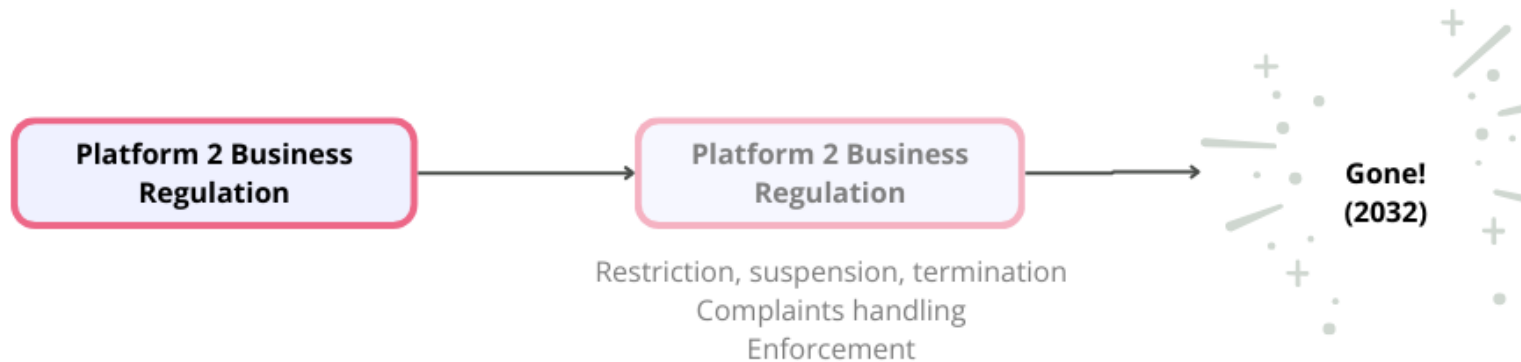 Platform 2 Business
Regulation
Platform 2 Business
Regulation
Restriction, suspension, termination
Complaints handling
Enforcement
Gone!
(2032)